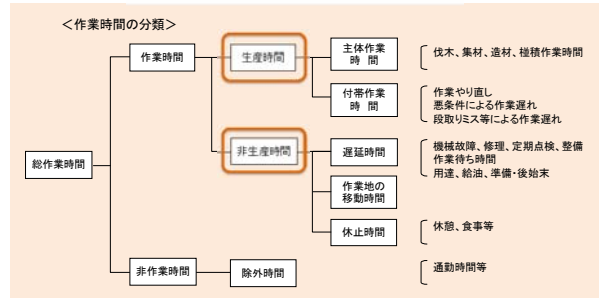 ＜作業時間の分類＞
作業時間
生産時間
主体作業
時　間
伐木、集材、造材、椪積作業時間
付帯作業
時　間
作業やり直し
悪条件による作業遅れ
段取りミス等による作業遅れ
総作業時間
非生産時間
遅延時間
機械故障、修理、定期点検、整備
作業待ち時間
用達、給油、準備・後始末
作業地の
移動時間
休止時間
休憩、食事等
非作業時間
除外時間
通勤時間等